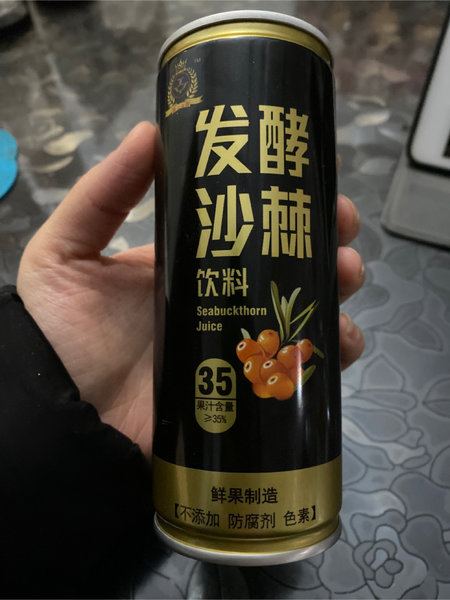 TM
发酵
沙棘
饮料
Seabuckthorn
Juice
35
果汁含量
≥35%
鲜果制造
【不添加 防腐剂 色素】